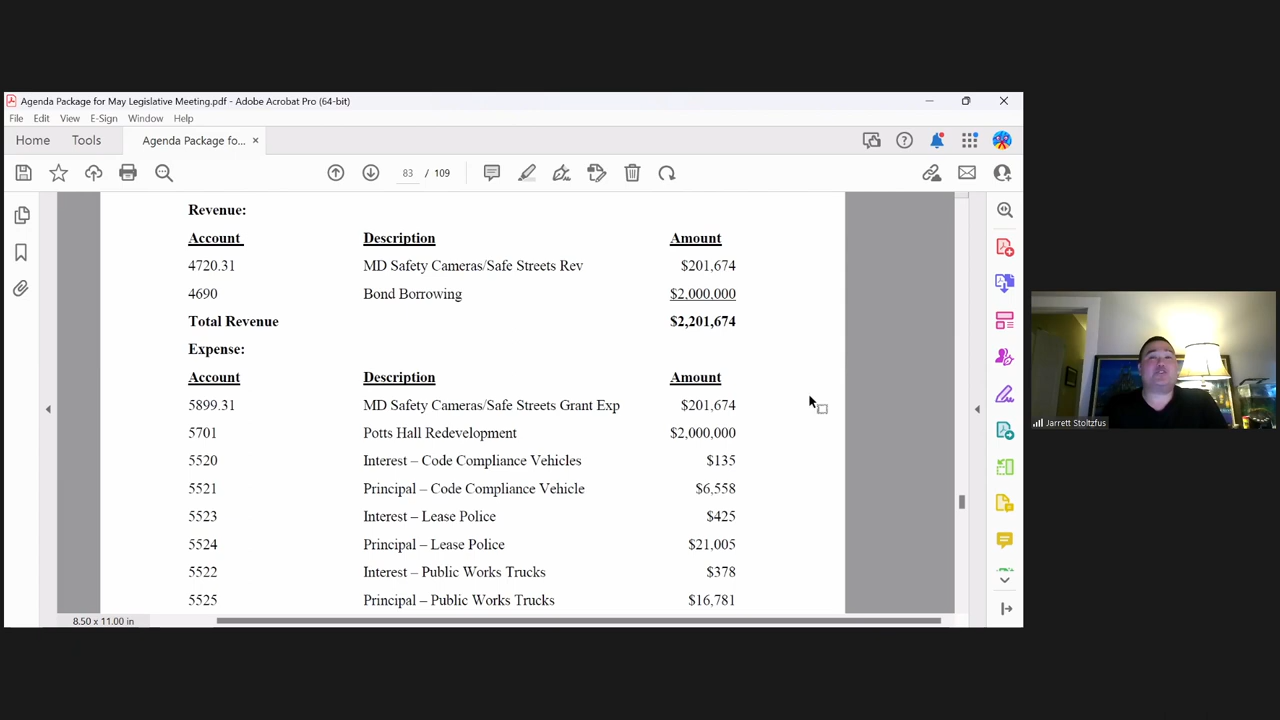 Agenda Package for May Legislative Meeting.pdf - Adobe Acrobat Pro (64-bit)
File Edit View E-Sign Window Help
Home Tools Agenda Package fo... ×
83 / 109
Revenue:
Account Description Amount
4720.31 MD Safety Cameras/Safe Streets Rev $201,674
4690 Bond Borrowing $2,000,000
Total Revenue $2,201,674
Expense:
Account Description Amount
5899.31 MD Safety Cameras/Safe Streets Grant Exp $201,674
5701 Potts Hall Redevelopment $2,000,000
5520 Interest – Code Compliance Vehicles $135
5521 Principal – Code Compliance Vehicle $6,558
5523 Interest – Lease Police $425
5524 Principal – Lease Police $21,005
5522 Interest – Public Works Trucks $378
5525 Principal – Public Works Trucks $16,781
8.50 x 11.00 in
Jarrett Stoltzfus